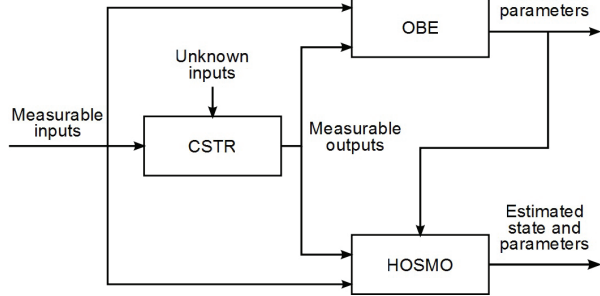 parameters
OBE
Unknown
inputs
Measurable
inputs
CSTR
Measurable
outputs
Estimated
state and
parameters
HOSMO